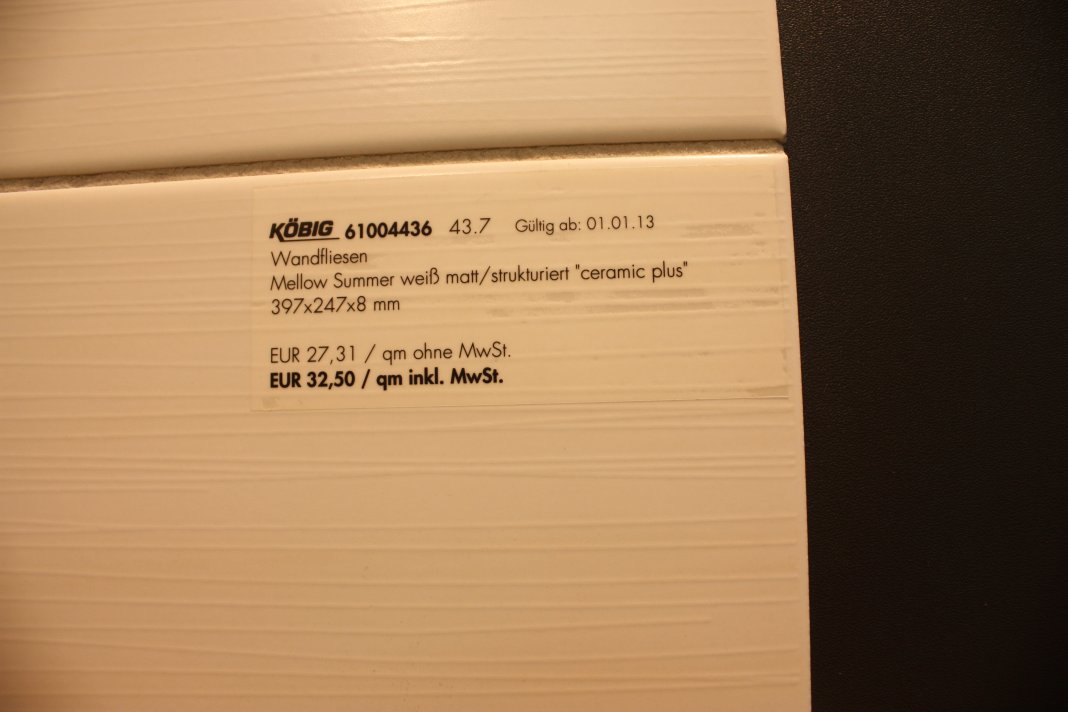 KÖBIG 61004436 43.7 Gültig ab: 01.01.13
Wandfliesen
Mellow Summer weiß matt/strukturiert "ceramic plus"
397x247x8 mm
EUR 27,31 / qm ohne MwSt.
EUR 32,50 / qm inkl. MwSt.